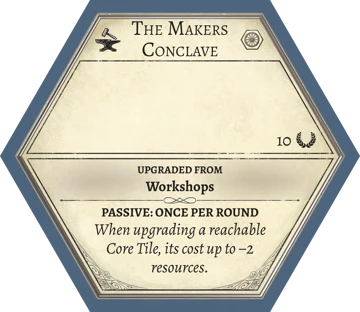 The Makers
Conclave
10
UPGRADED FROM
Workshops
PASSIVE: ONCE PER ROUND
When upgrading a reachable
Core Tile, its cost up to –2
resources.